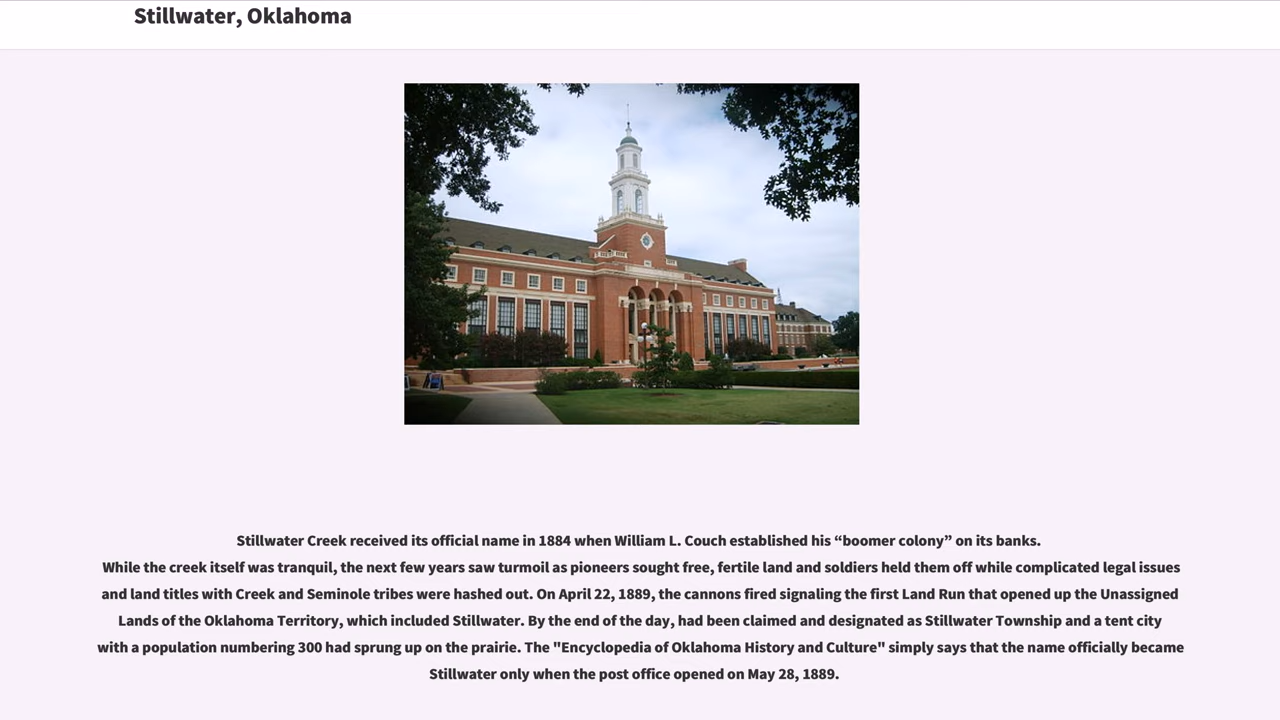 Stillwater, Oklahoma
Stillwater Creek received its official name in 1884 when William L. Couch established his “boomer colony” on its banks.
While the creek itself was tranquil, the next few years saw turmoil as pioneers sought free, fertile land and soldiers held them off while complicated legal issues
and land titles with Creek and Seminole tribes were hashed out. On April 22, 1889, the cannons fired signaling the first Land Run that opened up the Unassigned
Lands of the Oklahoma Territory, which included Stillwater. By the end of the day, had been claimed and designated as Stillwater Township and a tent city
with a population numbering 300 had sprung up on the prairie. The "Encyclopedia of Oklahoma History and Culture" simply says that the name officially became
Stillwater only when the post office opened on May 28, 1889.